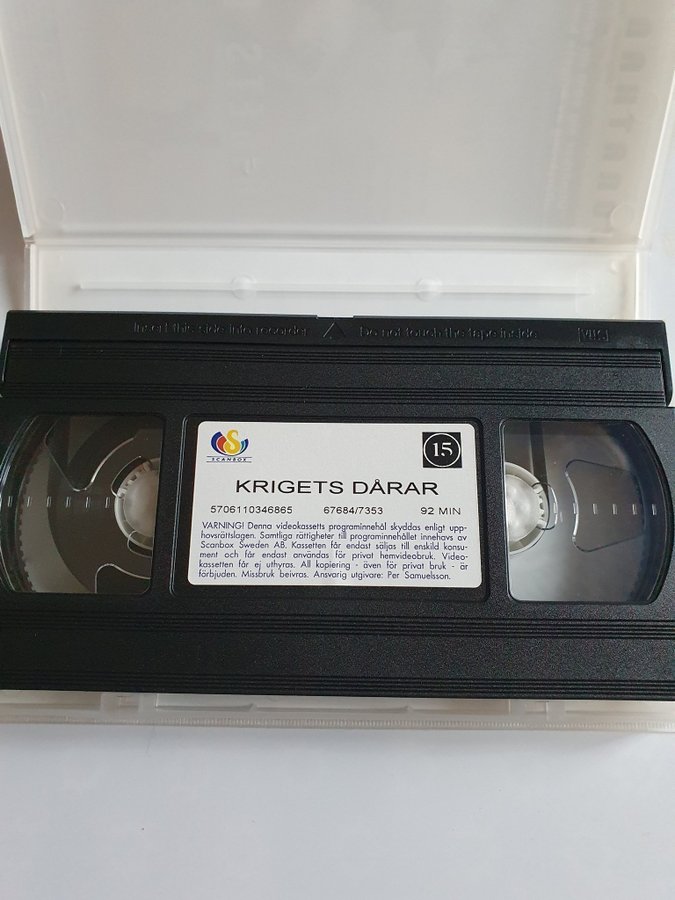 Insert this side into recorder Do not touch the tape inside VHS
S
SCANBOX
15
KRIGETS DÅRAR
5706110346865 67684/7353 92 MIN
VARNING! Denna videokassetts programinnehål skyddas enligt upp-
hovsrättslagen. Samtliga rättigheter till programinnehållet innehavs av
Scanbox Sweden AB. Kassetten får endast säljas till enskild konsu-
ment och får endast användas för privat hemvideobruk. Video-
kassetten får ej uthyras. All kopiering - även för privat bruk - är
förbjuden. Missbruk beivras. Ansvarig utgivare: Per Samuelsson.